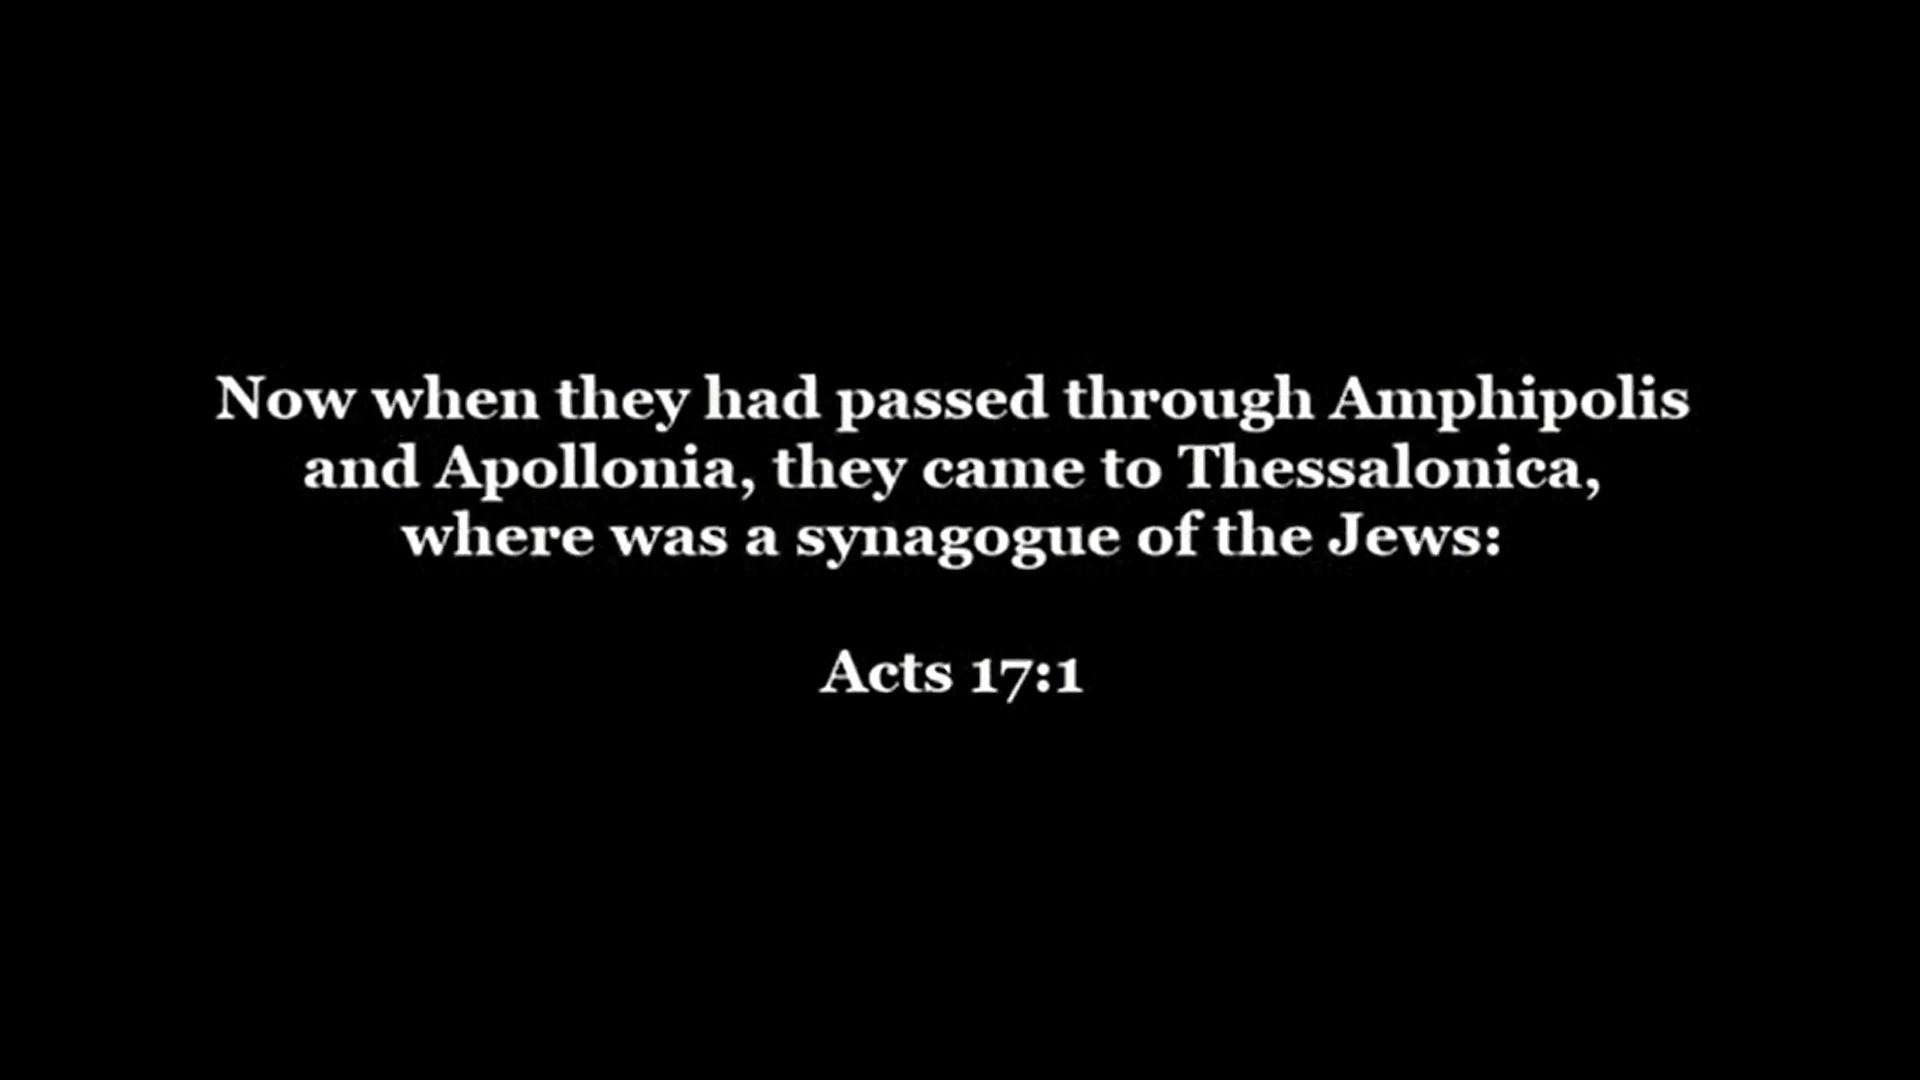 Now when they had passed through Amphipolis
and Apollonia, they came to Thessalonica,
where was a synagogue of the Jews:
Acts 17:1